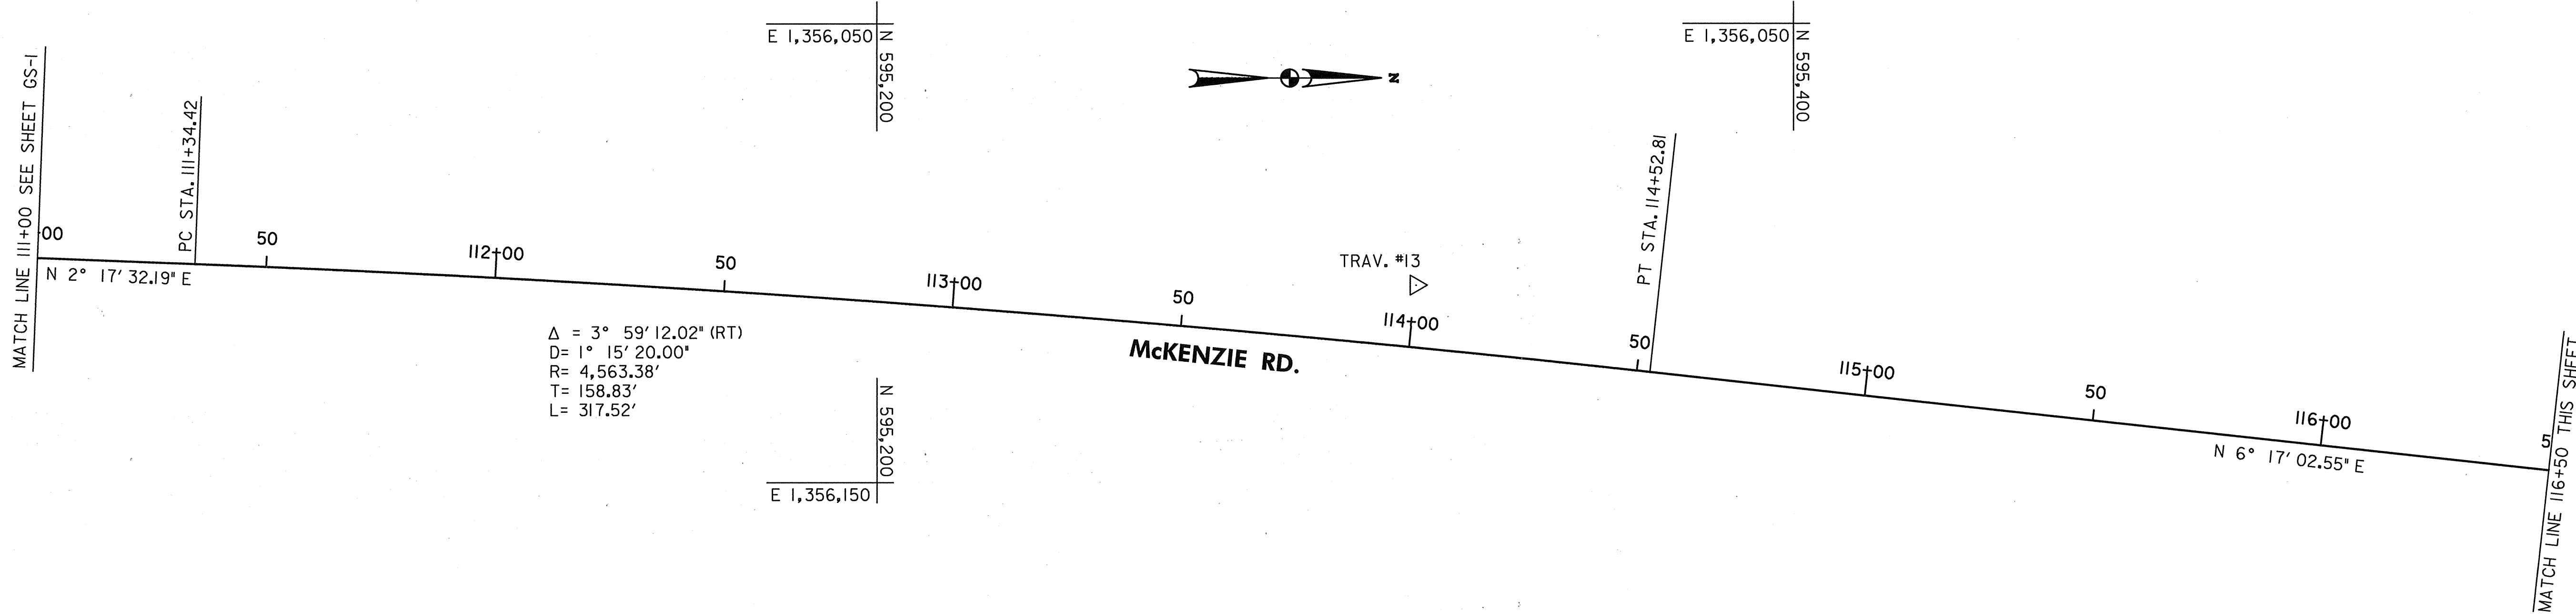 MATCH LINE 111+00 SEE SHEET GS-1
PC STA. 111+34.42
E 1,356,050
N 595,200
N
E 1,356,050
N 595,400
PT STA. 114+52.81
00
50
112+00
50
113+00
50
TRAV. #13
114+00
50
115+00
50
116+00
5
N 2° 17' 32.19" E
Δ = 3° 59' 12.02" (RT)
D= 1° 15' 20.00"
R= 4,563.38'
T= 158.83'
L= 317.52'
McKENZIE RD.
N 595,200
E 1,356,150
N 6° 17' 02.55" E
MATCH LINE 116+50 THIS SHEET